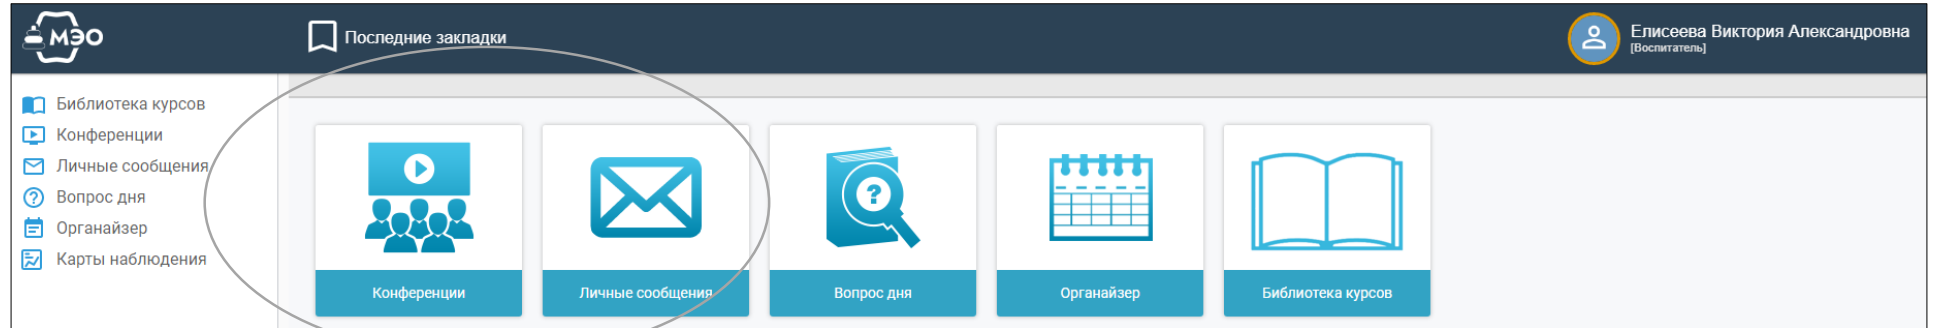 МЭО
Последние закладки
Елисеева Виктория Александровна
[Воспитатель]
Библиотека курсов
Конференции
Личные сообщения
Вопрос дня
Органайзер
Карты наблюдения
Конференции
Личные сообщения
Вопрос дня
Органайзер
Библиотека курсов